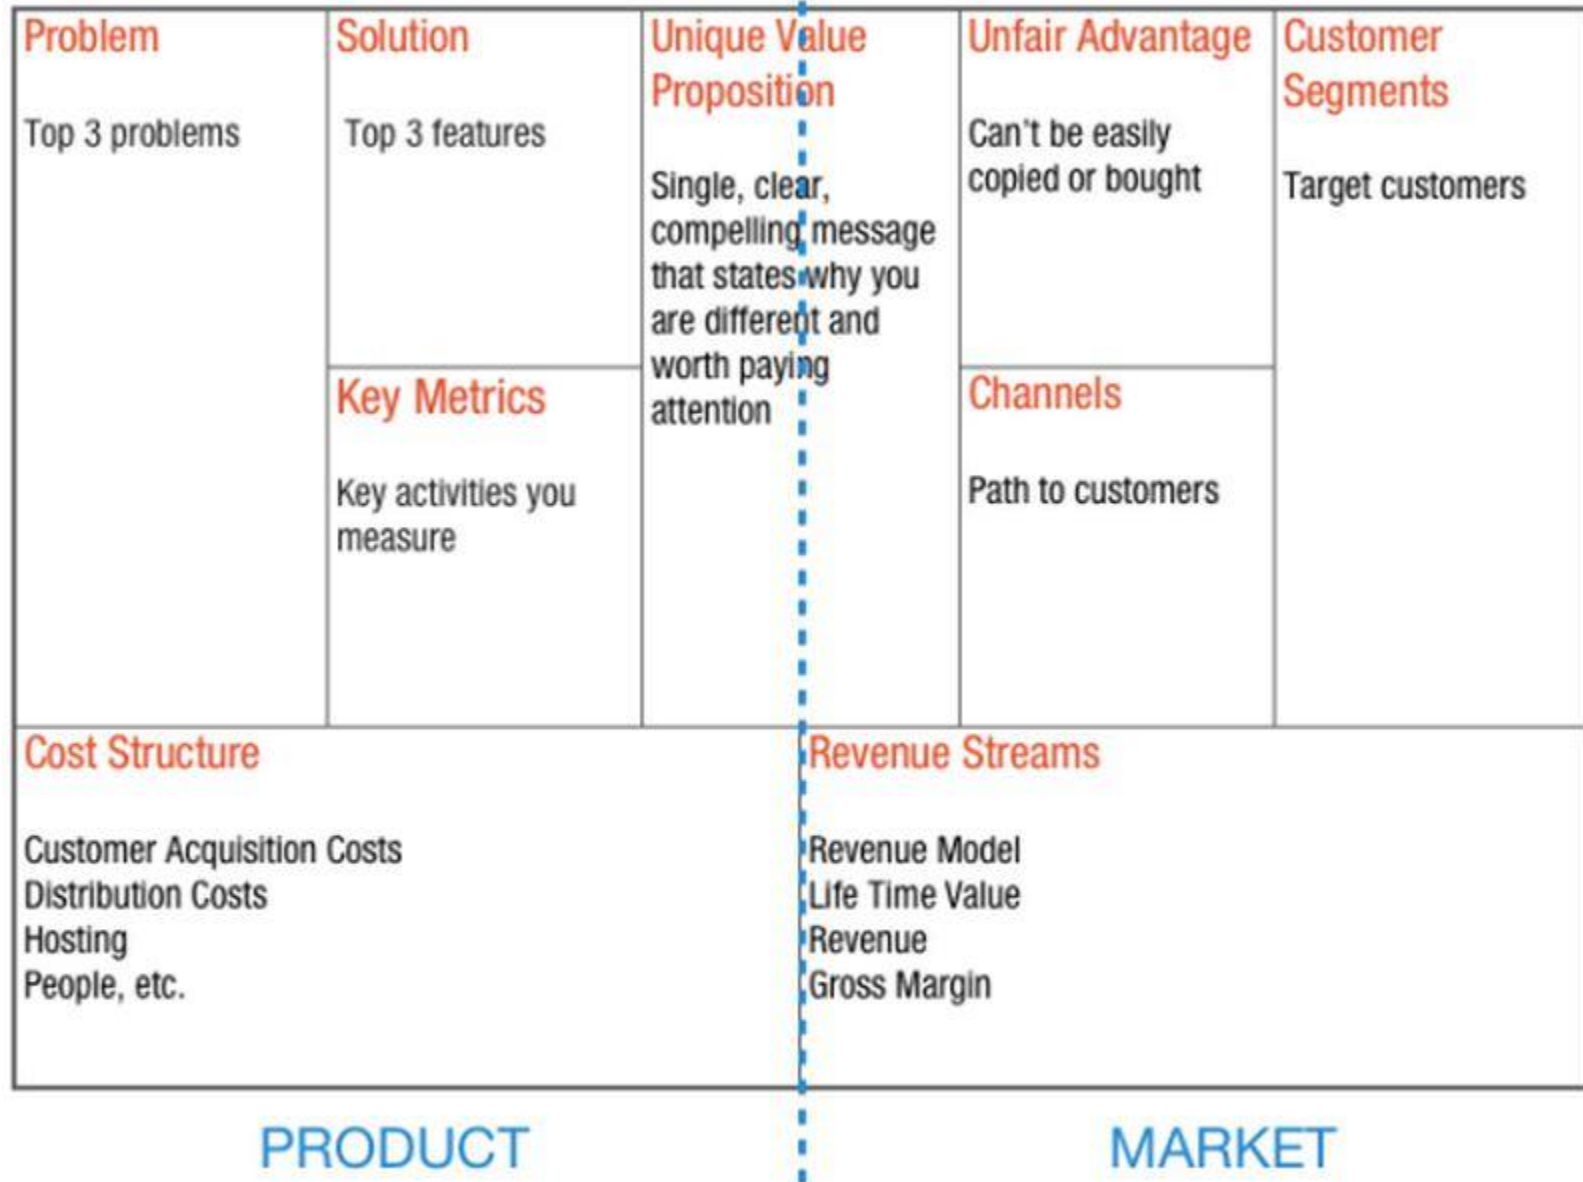 Problem
Top 3 problems
Solution
Top 3 features
Key Metrics
Key activities you
measure
Unique Value
Proposition
Single, clear,
compelling message
that states why you
are different and
worth paying
attention
Unfair Advantage
Can't be easily
copied or bought
Channels
Path to customers
Customer
Segments
Target customers
Cost Structure
Customer Acquisition Costs
Distribution Costs
Hosting
People, etc.
Revenue Streams
Revenue Model
Life Time Value
Revenue
Gross Margin
PRODUCT
MARKET